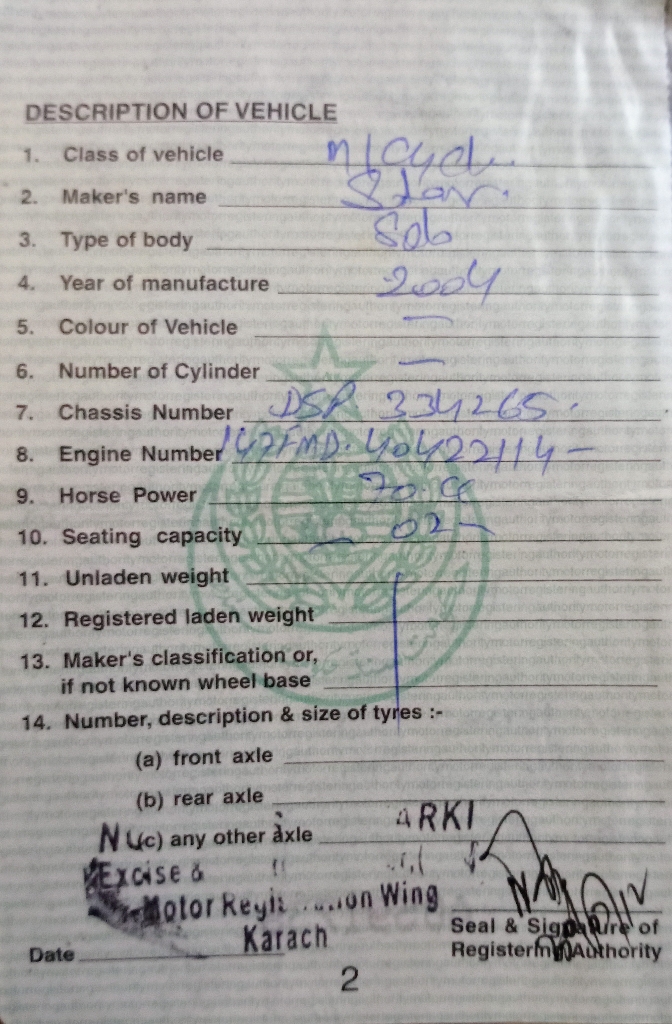 DESCRIPTION OF VEHICLE
1. Class of vehicle M/Cycl.
2. Maker's name Star.
3. Type of body Solo
4. Year of manufacture 2004
5. Colour of Vehicle —
6. Number of Cylinder —
7. Chassis Number DSP 334265.
8. Engine Number 147FMD. 40422114-
9. Horse Power 70. CC
10. Seating capacity — 02 —
11. Unladen weight
12. Registered laden weight
13. Maker's classification or,
if not known wheel base
14. Number, description & size of tyres :-
(a) front axle
(b) rear axle
ARKI
(c) any other axle
Excise &
Motor Wing
Karach
Seal & Signature of
Registering Authority
Date
2